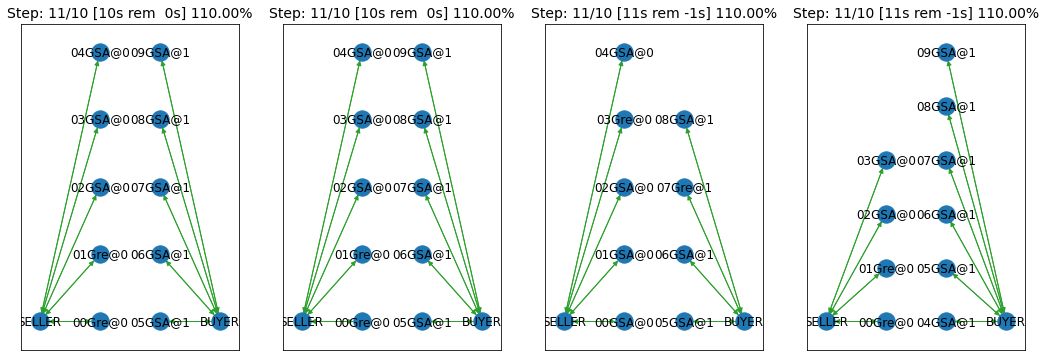 Step: 11/10 [10s rem  0s] 110.00%
04GSA@0 09GSA@1
03GSA@0 08GSA@1
02GSA@0 07GSA@1
01Gre@0 06GSA@1
SELLER 00Gre@0 05GSA@1 BUYER
Step: 11/10 [10s rem  0s] 110.00%
04GSA@0 09GSA@1
03GSA@0 08GSA@1
02GSA@0 07GSA@1
01Gre@0 06GSA@1
SELLER 00Gre@0 05GSA@1 BUYER
Step: 11/10 [11s rem -1s] 110.00%
04GSA@0
03Gre@0 08GSA@1
02GSA@0 07Gre@1
01GSA@0 06GSA@1
SELLER 00GSA@0 05GSA@1 BUYER
Step: 11/10 [11s rem -1s] 110.00%
09GSA@1
08GSA@1
03GSA@0 07GSA@1
02GSA@0 06GSA@1
01Gre@0 05GSA@1
SELLER 00Gre@0 04GSA@1 BUYER